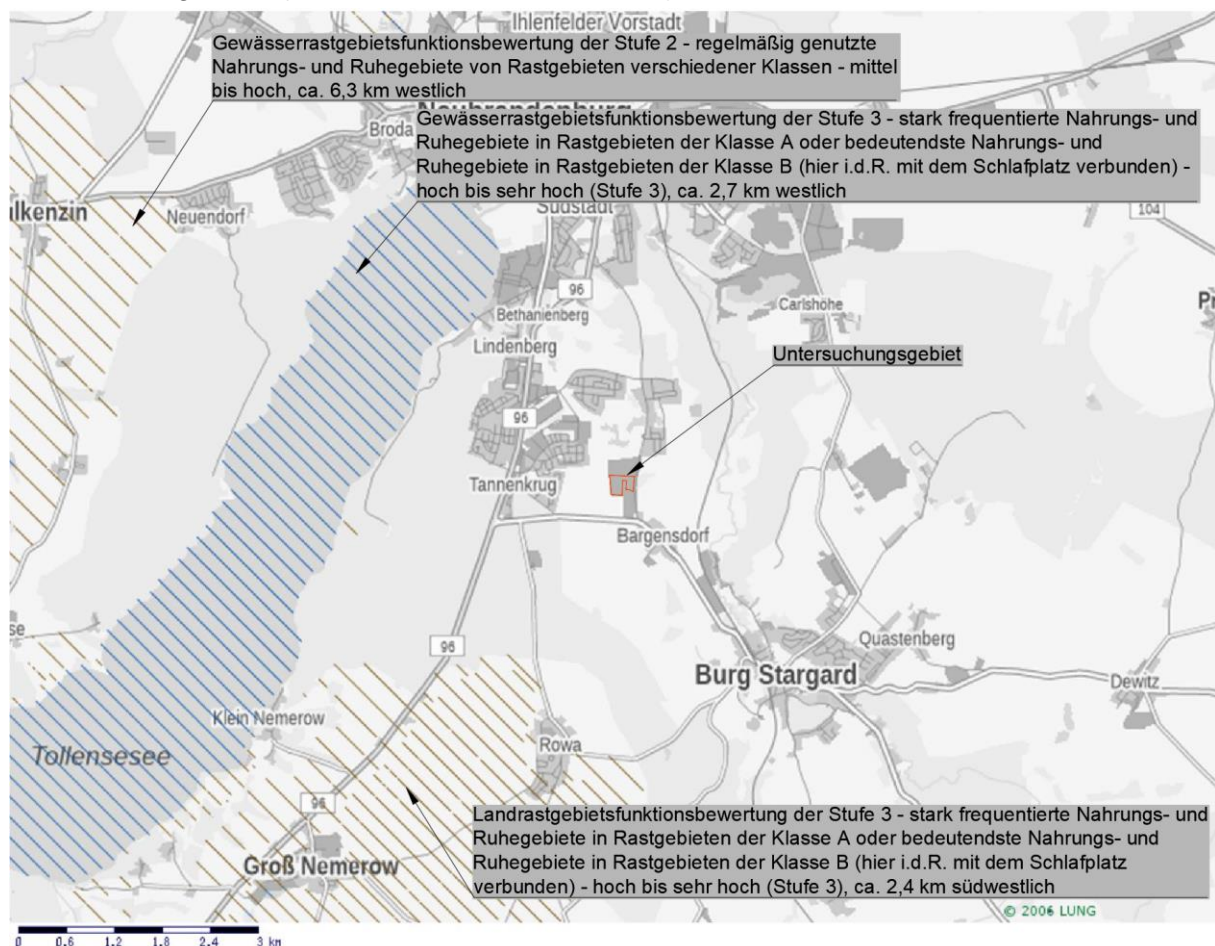 Ihlenfelder Vorstadt
Gewässerrastgebietsfunktionsbewertung der Stufe 2 - regelmäßig genutzte
Nahrungs- und Ruhegebiete von Rastgebieten verschiedener Klassen - mittel
bis hoch, ca. 6,3 km westlich
Neubrandenburg
Broda
Gewässerrastgebietsfunktionsbewertung der Stufe 3 - stark frequentierte Nahrungs- und
Ruhegebiete in Rastgebieten der Klasse A oder bedeutendste Nahrungs- und
Ruhegebiete in Rastgebieten der Klasse B (hier i.d.R. mit dem Schlafplatz verbunden) -
hoch bis sehr hoch (Stufe 3), ca. 2,7 km westlich
lkenzin
Neuendorf
Südstadt
104
96
Carlshöhe
Pr
Bethanienberg
Lindenberg
Untersuchungsgebiet
96
Tannenkrug
Bargensdorf
se
96
Quastenberg
Burg Stargard
Dewitz
Klein Nemerow
Rowa
Tollensesee
96
Landrastgebietsfunktionsbewertung der Stufe 3 - stark frequentierte Nahrungs- und
Ruhegebiete in Rastgebieten der Klasse A oder bedeutendste Nahrungs- und
Ruhegebiete in Rastgebieten der Klasse B (hier i.d.R. mit dem Schlafplatz
verbunden) - hoch bis sehr hoch (Stufe 3), ca. 2,4 km südwestlich
Groß Nemerow
© 2006 LUNG
0 0.6 1.2 1.8 2.4 3 km